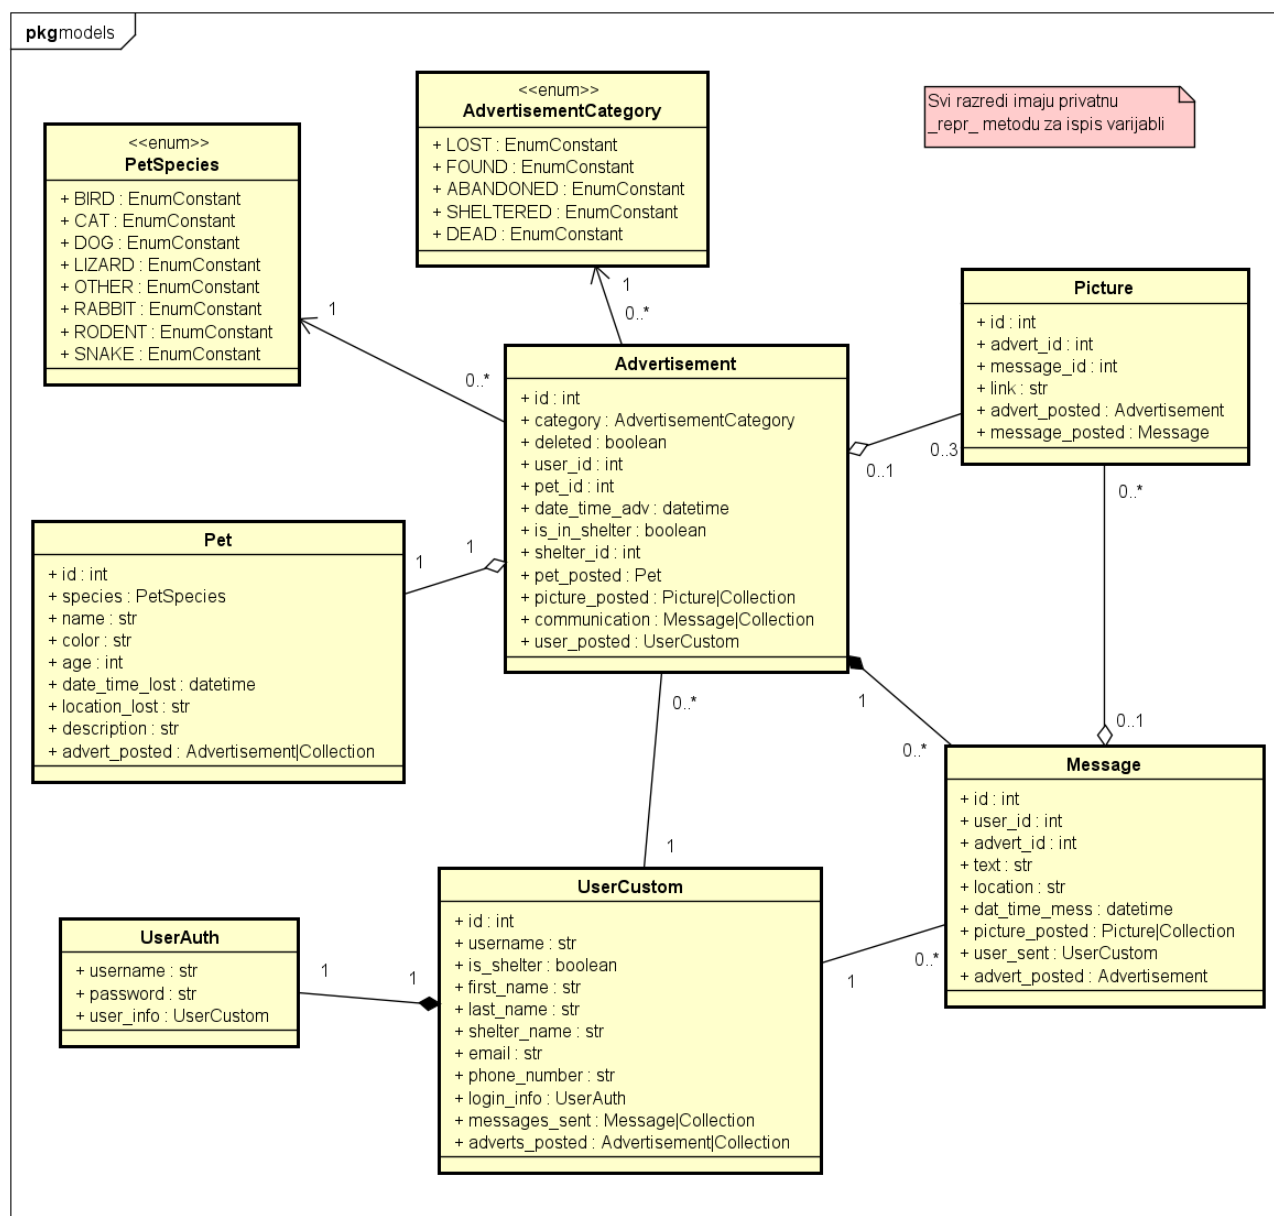 pkgmodels
<<enum>>
AdvertisementCategory
+ LOST : EnumConstant
+ FOUND : EnumConstant
+ ABANDONED : EnumConstant
+ SHELTERED : EnumConstant
+ DEAD : EnumConstant
Svi razredi imaju privatnu
_repr_ metodu za ispis varijabli
<<enum>>
PetSpecies
+ BIRD : EnumConstant
+ CAT : EnumConstant
+ DOG : EnumConstant
+ LIZARD : EnumConstant
+ OTHER : EnumConstant
+ RABBIT : EnumConstant
+ RODENT : EnumConstant
+ SNAKE : EnumConstant
1
0..*
1
0..*
Picture
+ id : int
+ advert_id : int
+ message_id : int
+ link : str
+ advert_posted : Advertisement
+ message_posted : Message
Advertisement
+ id : int
+ category : AdvertisementCategory
+ deleted : boolean
+ user_id : int
+ pet_id : int
+ date_time_adv : datetime
+ is_in_shelter : boolean
+ shelter_id : int
+ pet_posted : Pet
+ picture_posted : Picture|Collection
+ communication : Message|Collection
+ user_posted : UserCustom
0..1
0..3
0..*
Pet
+ id : int
+ species : PetSpecies
+ name : str
+ color : str
+ age : int
+ date_time_lost : datetime
+ location_lost : str
+ description : str
+ advert_posted : Advertisement|Collection
1
1
0..*
1
1
0..*
0..1
Message
+ id : int
+ user_id : int
+ advert_id : int
+ text : str
+ location : str
+ dat_time_mess : datetime
+ picture_posted : Picture|Collection
+ user_sent : UserCustom
+ advert_posted : Advertisement
UserCustom
+ id : int
+ username : str
+ is_shelter : boolean
+ first_name : str
+ last_name : str
+ shelter_name : str
+ email : str
+ phone_number : str
+ login_info : UserAuth
+ messages_sent : Message|Collection
+ adverts_posted : Advertisement|Collection
1
0..*
UserAuth
+ username : str
+ password : str
+ user_info : UserCustom
1
1